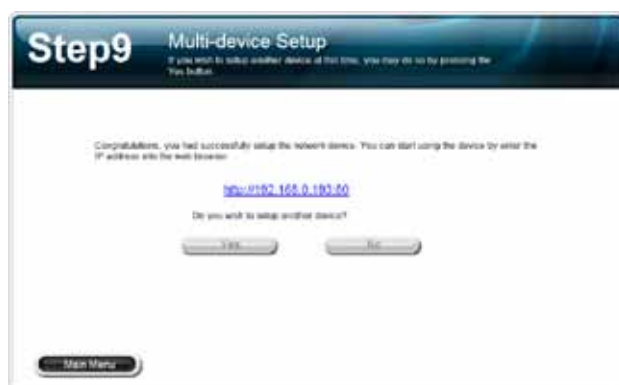 Step9
Multi-device Setup
If you wish to setup another device at this time, you may do so by pressing the
Yes button.
Congratulations, you had successfully setup the network device. You can start using the device by enter the
IP address into the web browser.
http://192.168.0.180:80
Do you wish to setup another device?
Yes
No
Main Menu